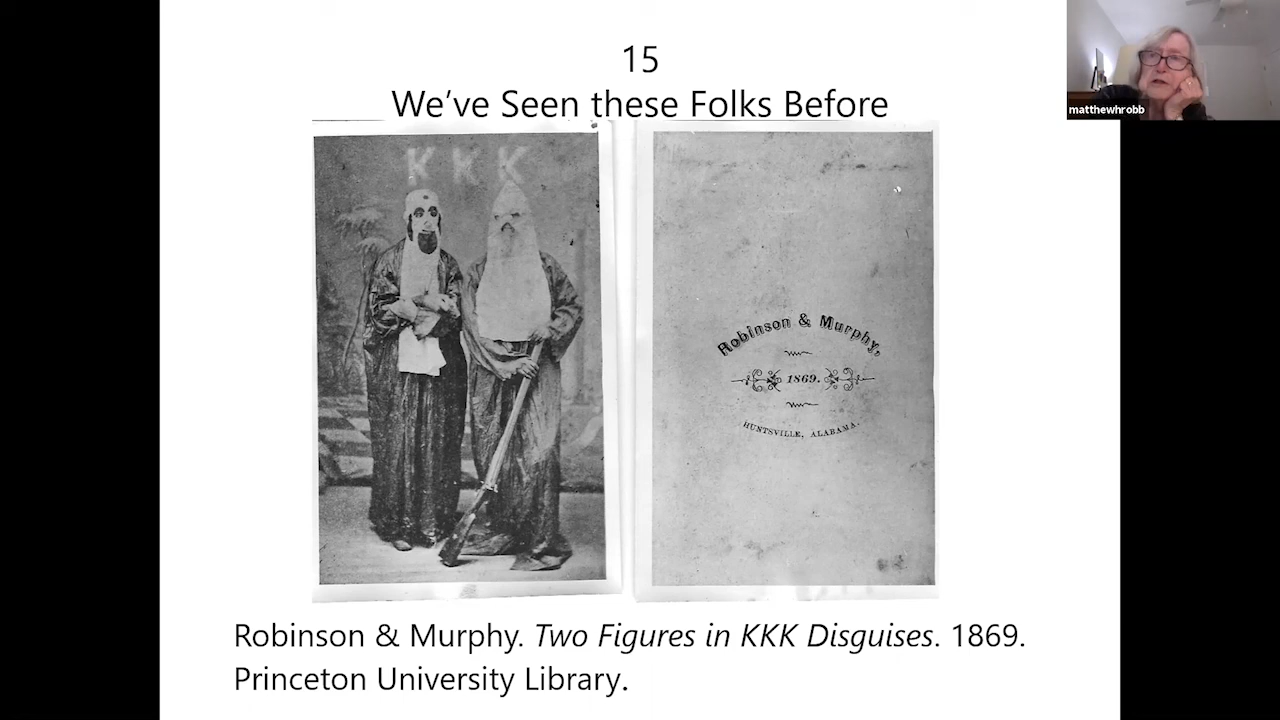 15
We've Seen these Folks Before
matthewhrobb
K K K
Robinson & Murphy,
1869.
HUNTSVILLE, ALABAMA.
Robinson & Murphy. Two Figures in KKK Disguises. 1869.
Princeton University Library.